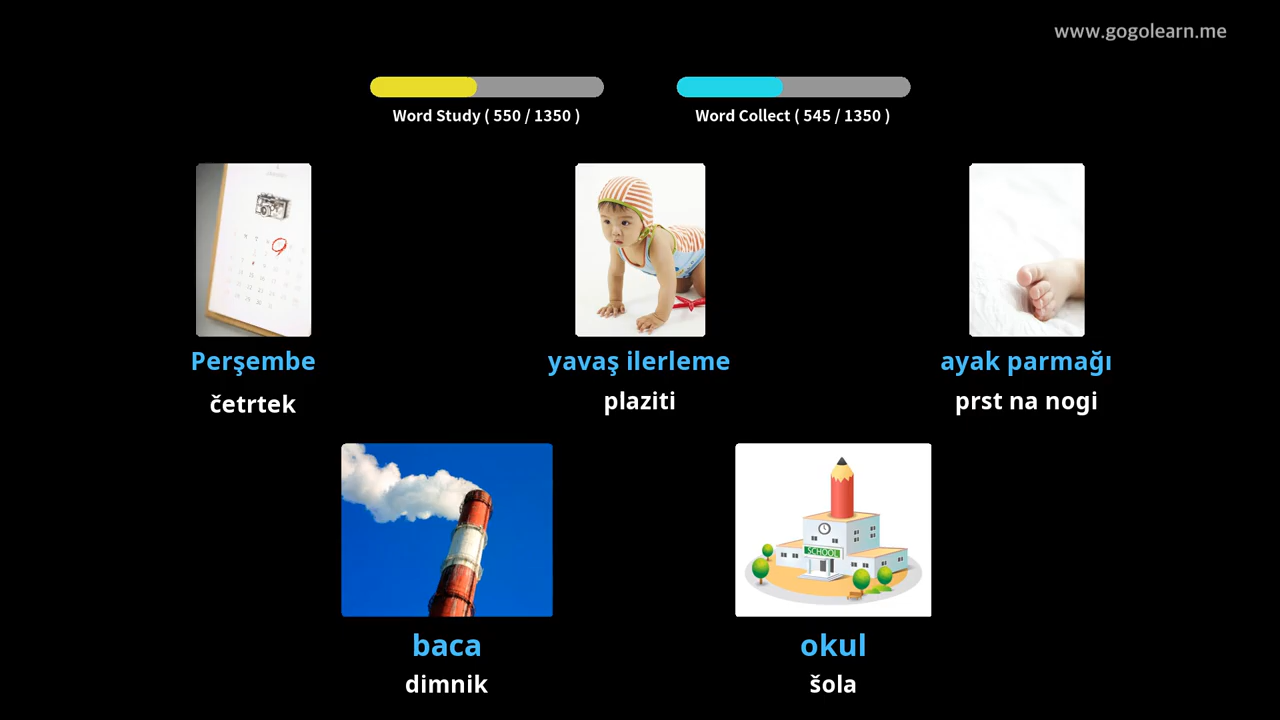 www.gogolearn.me
Word Study ( 550 / 1350 )
Word Collect ( 545 / 1350 )
Perşembe
četrtek
yavaş ilerleme
plaziti
ayak parmağı
prst na nogi
SCHOOL
baca
dimnik
okul
šola